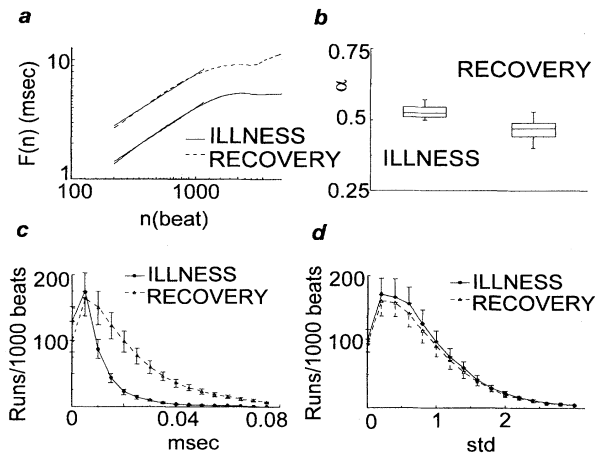 a
10
F(n) (msec)
ILLNESS
RECOVERY
1
100
1000
n(beat)
b
0.75
RECOVERY
α
0.5
ILLNESS
0.25
c
200
ILLNESS
RECOVERY
Runs/1000 beats
100
0
0.04
0.08
msec
d
200
ILLNESS
RECOVERY
Runs/1000 beats
100
0
1
2
std